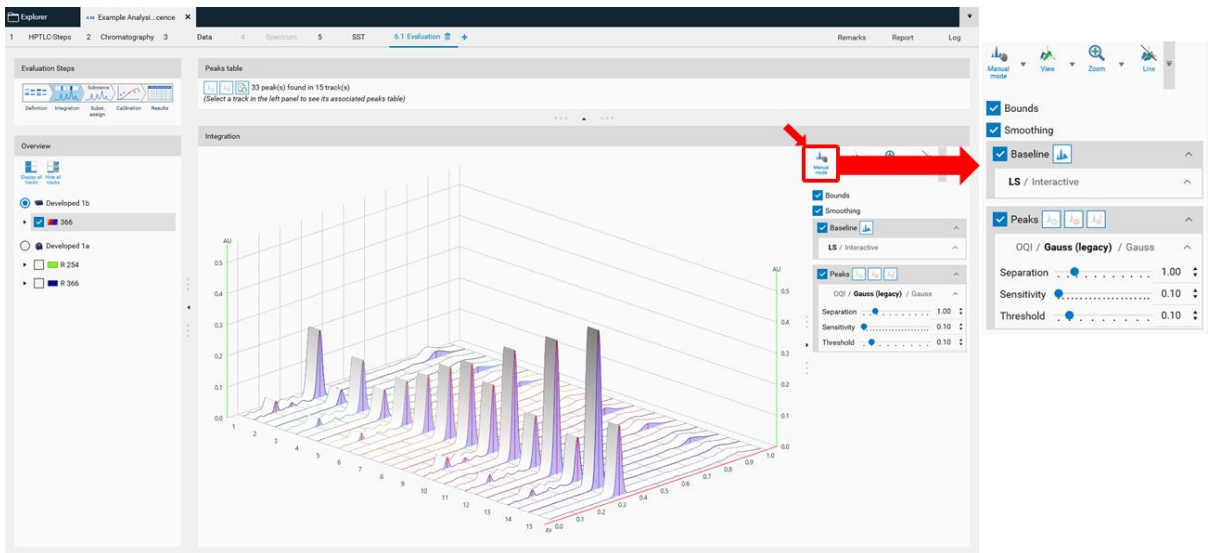 Explorer
Example Analysi...cence
1 HPTLC-Steps 2 Chromatography 3 Data 4 Spectrum 5 SST 6.1 Evaluation + Remarks Report Log
Evaluation Steps
Substance
Definition Integration Subst. assign. Calibration Results
Overview
Display all tracks Hide all tracks
Developed 1b
366
Developed 1a
R 254
R 366
Peaks table
33 peak(s) found in 15 track(s)
(Select a track in the left panel to see its associated peaks table)
Integration
AU
0.5
0.4
0.3
0.2
0.1
0.0
1 2 3 4 5 6 7 8 9 10 11 12 13 14 15
0.0 0.1 0.2 0.3 0.4 0.5 0.6 0.7 0.8 0.9 1.0
AU
0.5
0.4
0.3
0.2
0.1
0.0
Manual mode
Bounds
Smoothing
Baseline
LS / Interactive
Peaks
OQI / Gauss (legacy) / Gauss
Separation 1.00
Sensitivity 0.10
Threshold 0.10
Manual mode View Zoom Line
Bounds
Smoothing
Baseline
LS / Interactive
Peaks
OQI / Gauss (legacy) / Gauss
Separation 1.00
Sensitivity 0.10
Threshold 0.10